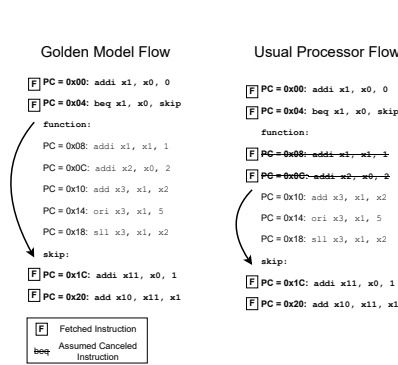 Golden Model Flow
F PC = 0x00: addi x1, x0, 0
F PC = 0x04: beq x1, x0, skip
function:
PC = 0x08: addi x1, x1, 1
PC = 0x0C: addi x2, x0, 2
PC = 0x10: add x3, x1, x2
PC = 0x14: ori x3, x1, 5
PC = 0x18: sll x3, x1, x2
skip:
F PC = 0x1C: addi x11, x0, 1
F PC = 0x20: add x10, x11, x1
F Fetched Instruction
beq Assumed Canceled
Instruction
Usual Processor Flow
F PC = 0x00: addi x1, x0, 0
F PC = 0x04: beq x1, x0, skip
function:
F PC = 0x08: addi x1, x1, 1
F PC = 0x0C: addi x2, x0, 2
PC = 0x10: add x3, x1, x2
PC = 0x14: ori x3, x1, 5
PC = 0x18: sll x3, x1, x2
skip:
F PC = 0x1C: addi x11, x0, 1
F PC = 0x20: add x10, x11, x1